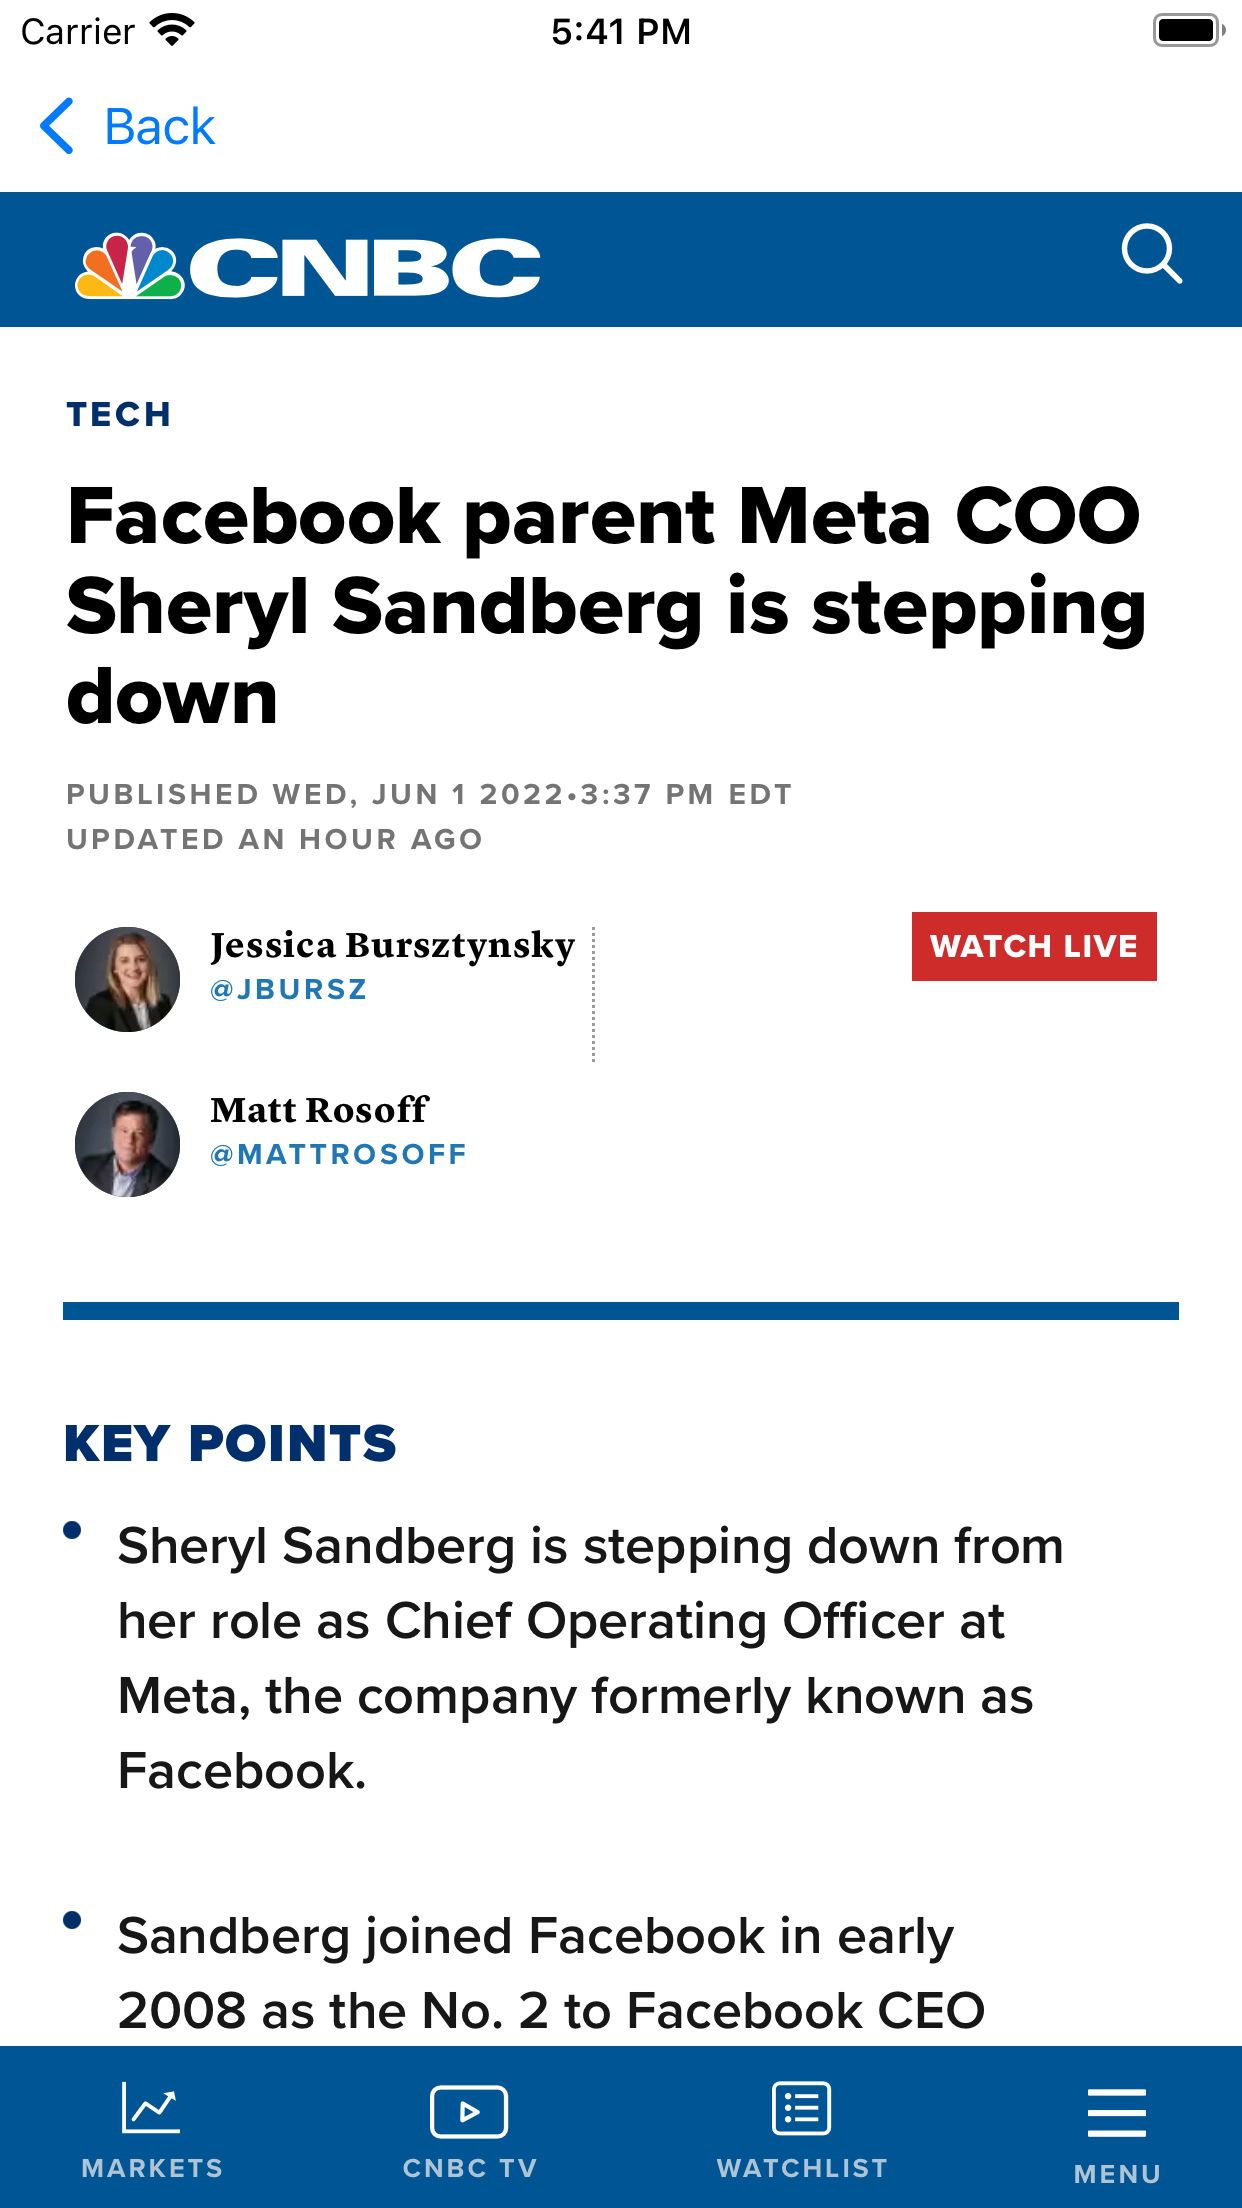 Carrier 5:41 PM
Back
CNBC
TECH
Facebook parent Meta COO
Sheryl Sandberg is stepping
down
PUBLISHED WED, JUN 1 2022•3:37 PM EDT
UPDATED AN HOUR AGO
Jessica Bursztynsky
@JBURSZ
WATCH LIVE
Matt Rosoff
@MATTROSOFF
KEY POINTS
• Sheryl Sandberg is stepping down from
her role as Chief Operating Officer at
Meta, the company formerly known as
Facebook.
• Sandberg joined Facebook in early
2008 as the No. 2 to Facebook CEO
MARKETS CNBC TV WATCHLIST MENU